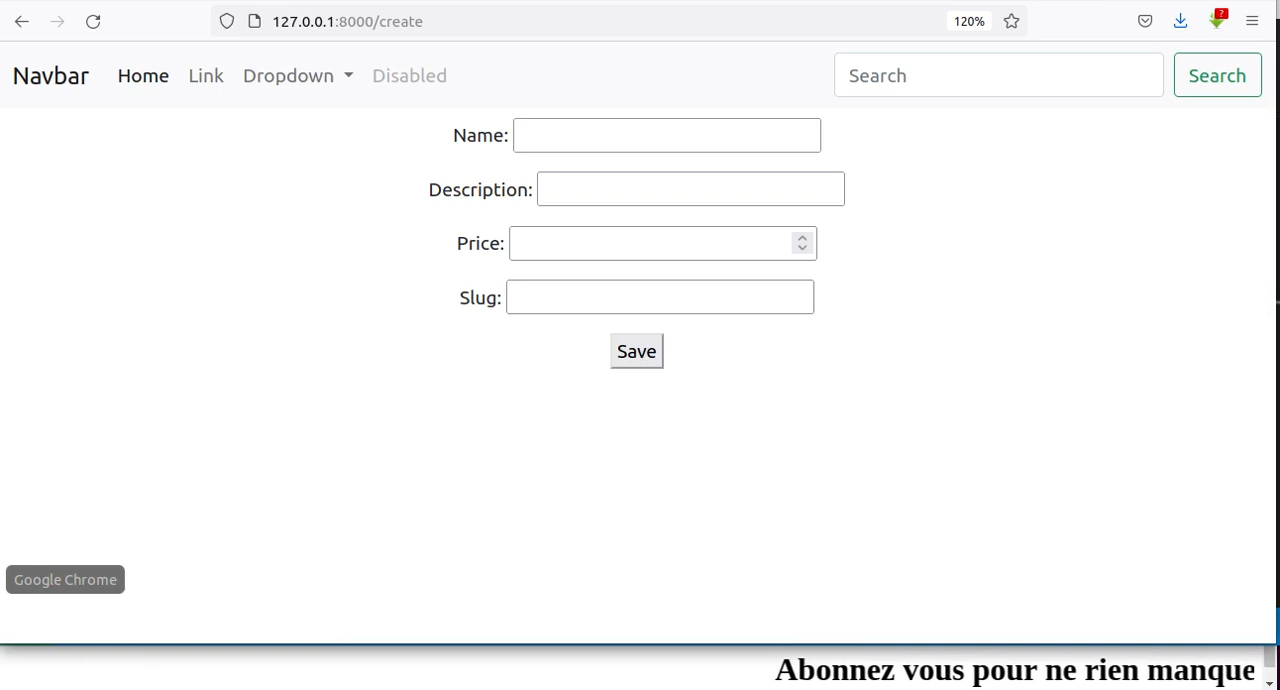 127.0.0.1:8000/create 120% ?
Navbar Home Link Dropdown Disabled Search Search
Name:
Description:
Price:
Slug:
Save
Google Chrome
Abonnez vous pour ne rien manque